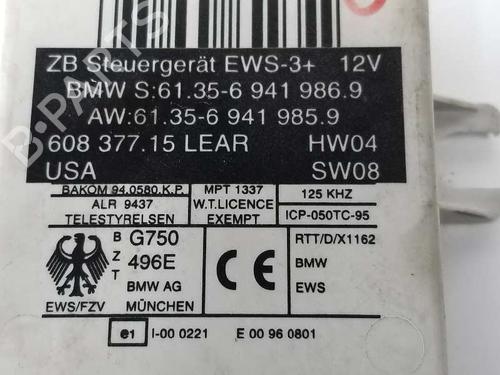 ZB Steuergerät EWS-3+ 12V
BMW S:61.35-6 941 986.9
AW:61.35-6 941 985.9
608 377.15 LEAR HW04
USA SW08
BAKOM 94.0580.K.P.
ALR 9437
TELESTYRELSEN
MPT 1337
W.T.LICENCE
EXEMPT
125 KHZ
ICP-050TC-95
EWS/FZV
B
Z
T
G750
496E
BMW AG
MÜNCHEN
CE
RTT/D/X1162
BMW
EWS
e1 I-00 0221 E 00 96 0801
B-PARTS